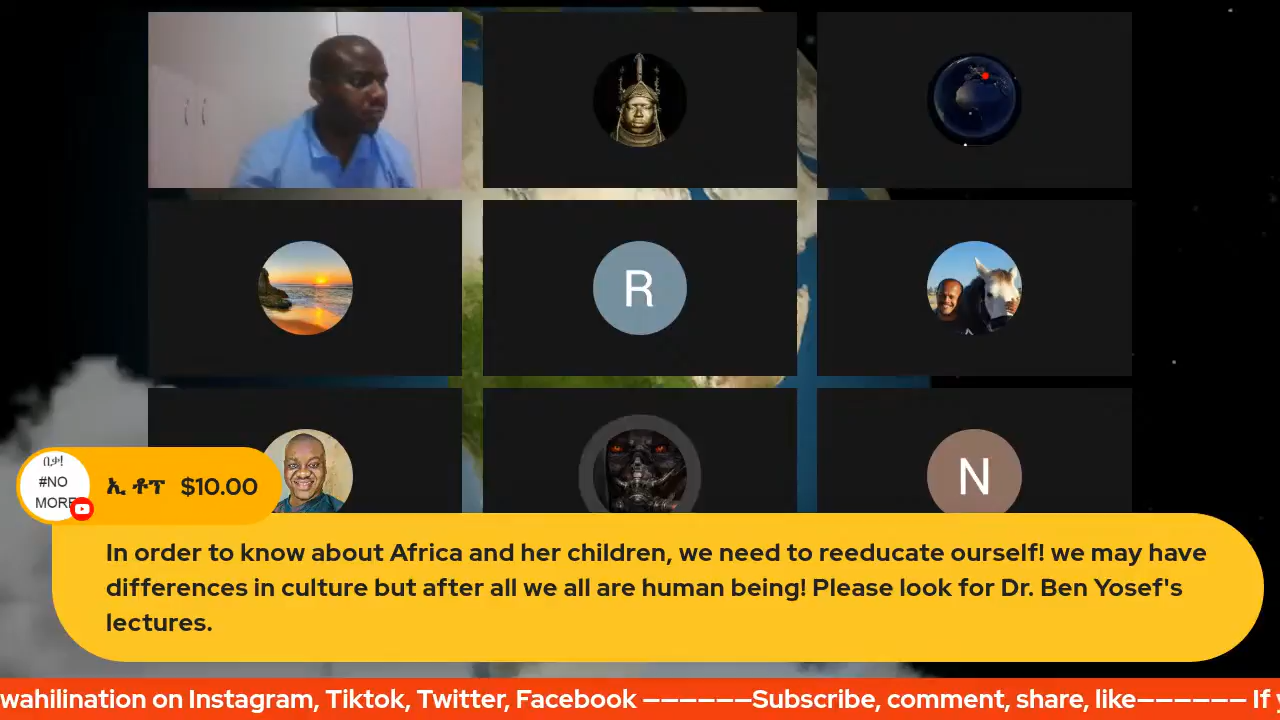 R
በቃ!
#NO
MORE
ኢ ቶፕ $10.00
N
In order to know about Africa and her children, we need to reeducate ourself! we may have
differences in culture but after all we all are human being! Please look for Dr. Ben Yosef's
lectures.
wahilination on Instagram, Tiktok, Twitter, Facebook ––––––Subscribe, comment, share, like–––––– If